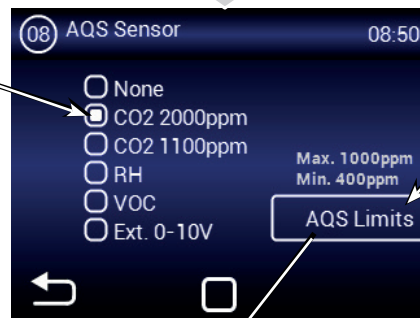 08 AQS Sensor 08:50
None
CO2 2000ppm
CO2 1100ppm
RH
VOC
Ext. 0-10V
Max. 1000ppm
Min. 400ppm
AQS Limits